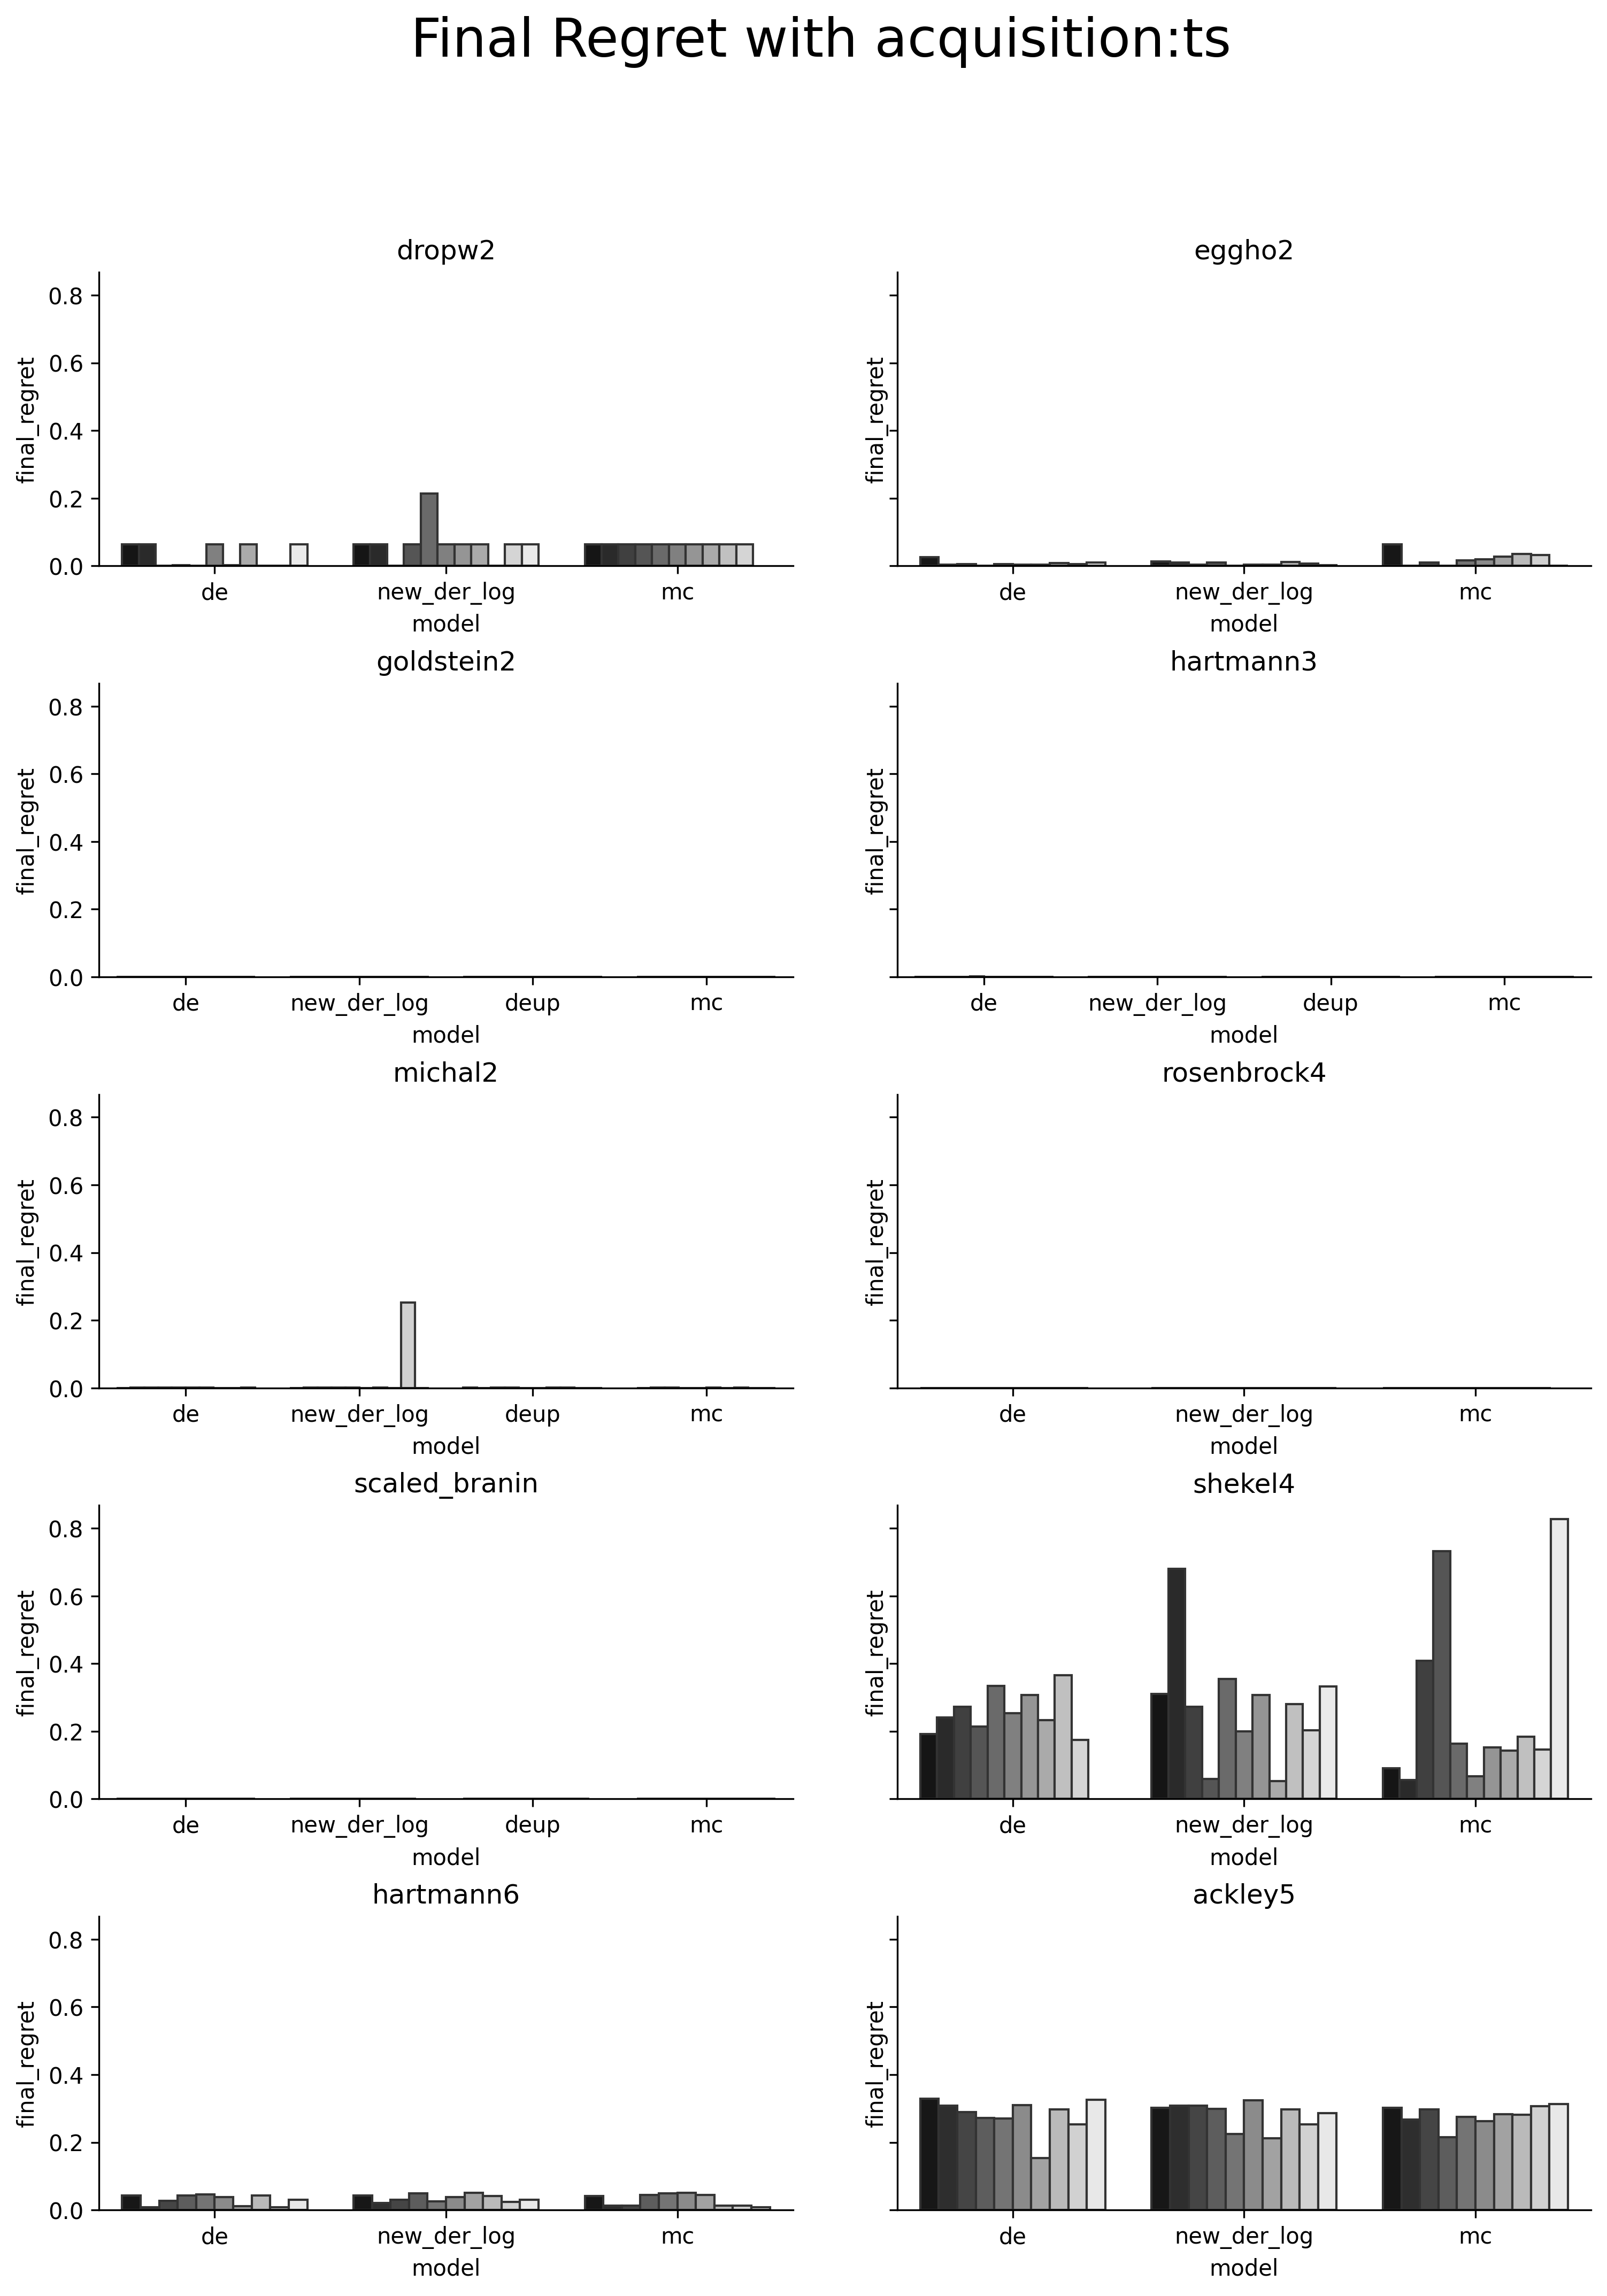 Final Regret with acquisition:ts
dropw2
final_regret
0.8
0.6
0.4
0.2
0.0
de new_der_log mc
model
eggho2
final_regret
de new_der_log mc
model
goldstein2
final_regret
0.8
0.6
0.4
0.2
0.0
de new_der_log deup mc
model
hartmann3
final_regret
de new_der_log deup mc
model
michal2
final_regret
0.8
0.6
0.4
0.2
0.0
de new_der_log deup mc
model
rosenbrock4
final_regret
de new_der_log mc
model
scaled_branin
final_regret
0.8
0.6
0.4
0.2
0.0
de new_der_log deup mc
model
shekel4
final_regret
de new_der_log mc
model
hartmann6
final_regret
0.8
0.6
0.4
0.2
0.0
de new_der_log mc
model
ackley5
final_regret
de new_der_log mc
model